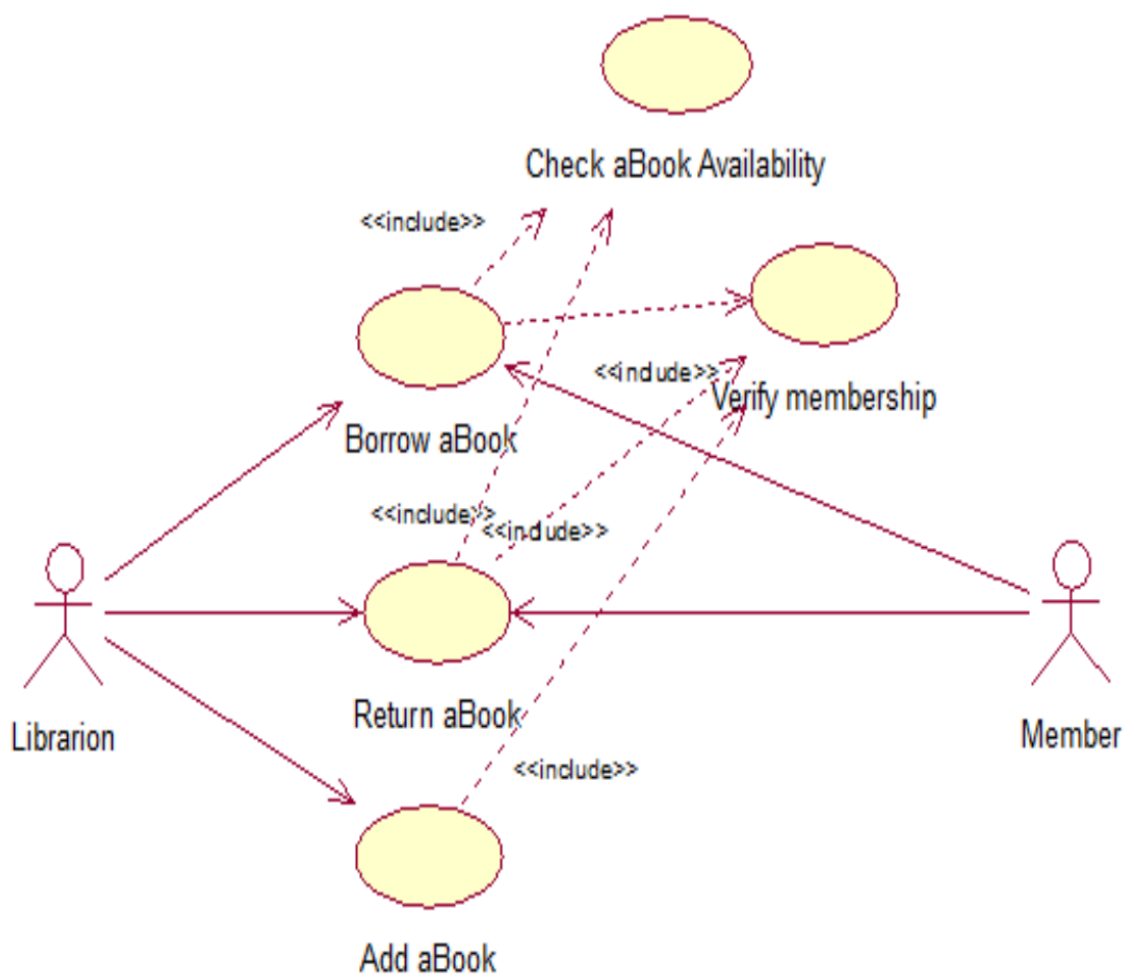 Check aBook Availability
<<include>>
<<include>>
Verify membership
Borrow aBook
<<include>>
<<include>>
Return aBook
Librarion
Member
<<include>>
Add aBook